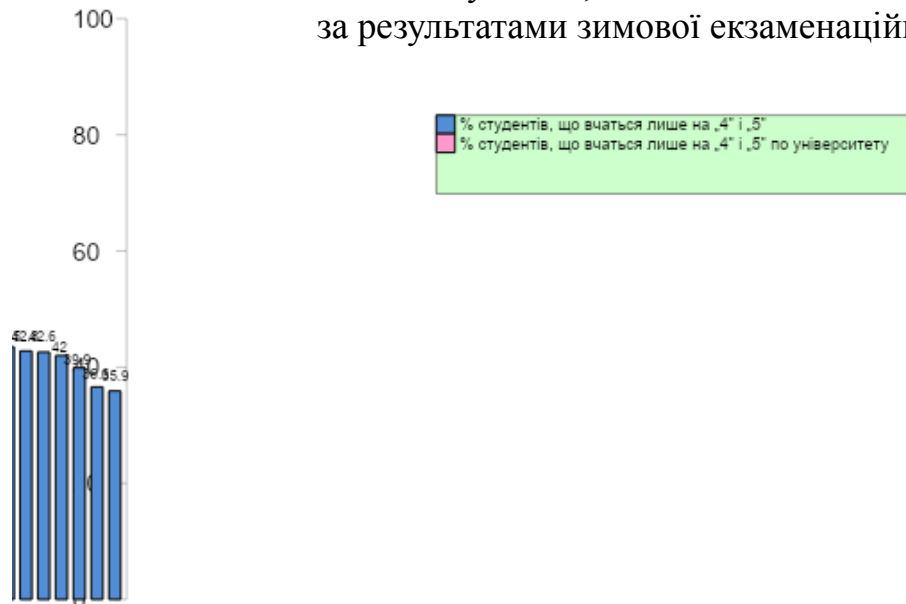 за результатами зимової екзаменаційн
100
% студентів, що вчаться лише на „4" і „5"
80
% студентів, що вчаться лише на „4" і „5" по університету
60
42.6
42
39.9
35.9